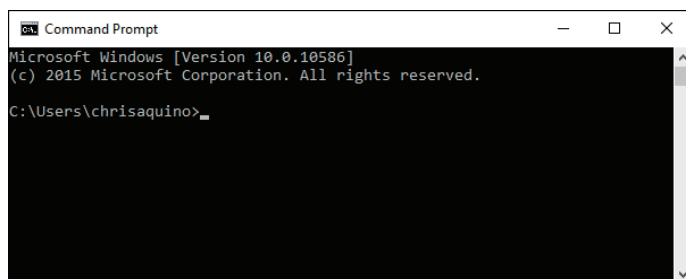 Command Prompt
Microsoft Windows [Version 10.0.10586]
(c) 2015 Microsoft Corporation. All rights reserved.
C:\Users\chrisaquino>_